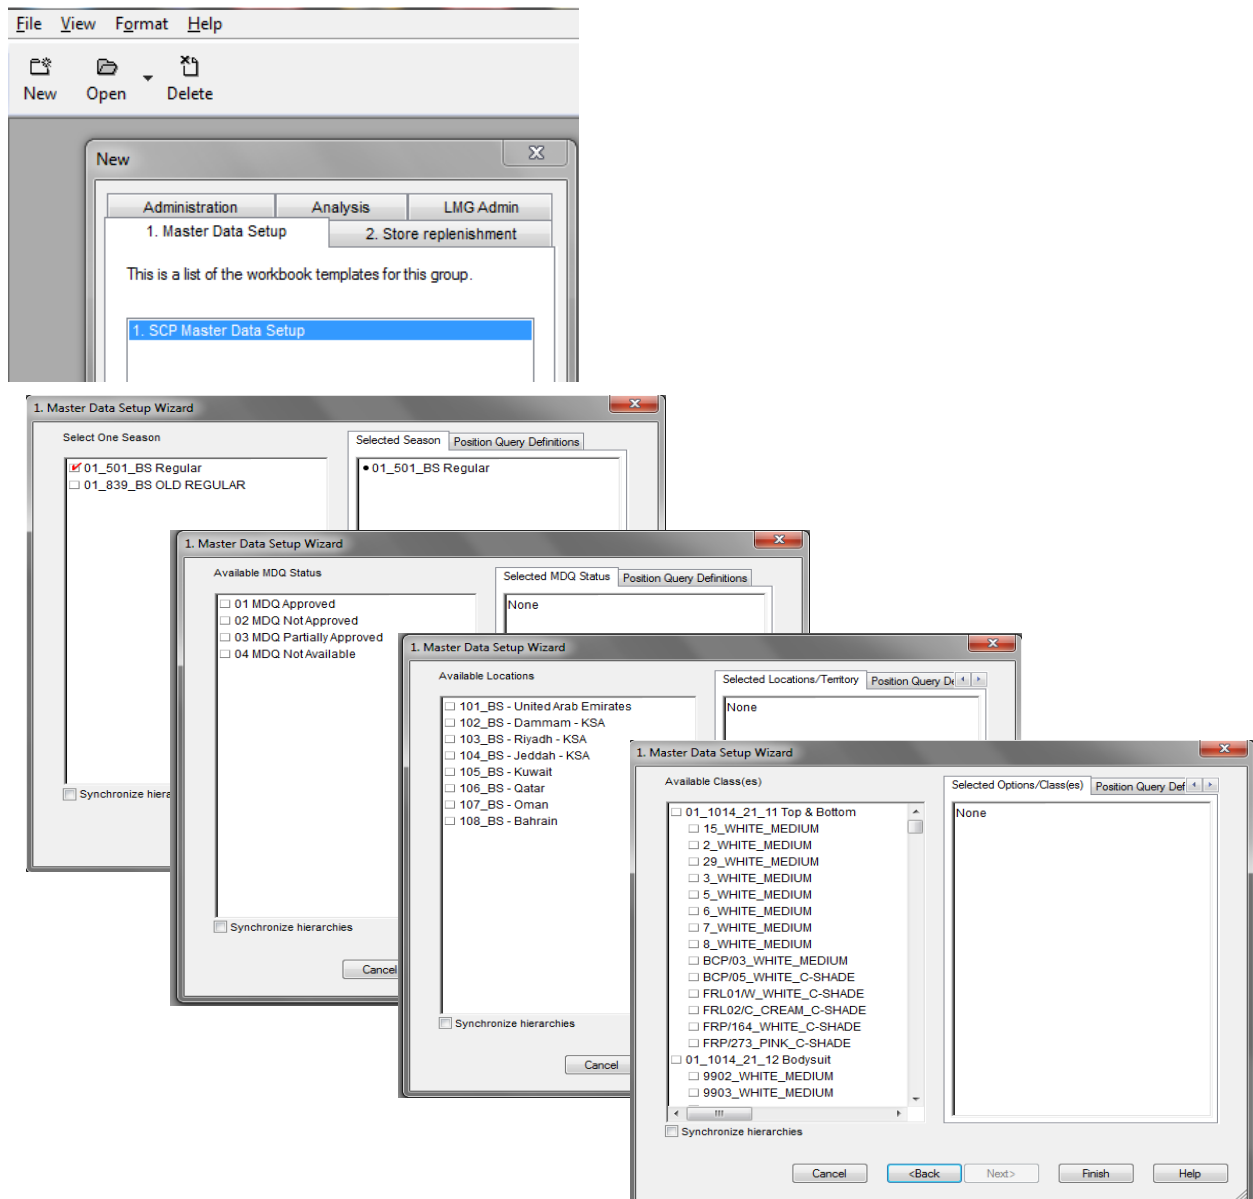 File View Format Help
New Open Delete
New
Administration Analysis LMG Admin
1. Master Data Setup 2. Store replenishment
This is a list of the workbook templates for this group.
1. SCP Master Data Setup
1. Master Data Setup Wizard
Select One Season
Selected Season Position Query Definitions
01_501_BS Regular
01_839_BS OLD REGULAR
01_501_BS Regular
Synchronize hiera
1. Master Data Setup Wizard
Available MDQ Status
Selected MDQ Status Position Query Definitions
01 MDQ Approved
02 MDQ Not Approved
03 MDQ Partially Approved
04 MDQ Not Available
None
Synchronize hierarchies
Cancel
1. Master Data Setup Wizard
Available Locations
Selected Locations/Territory Position Query De
101_BS - United Arab Emirates
102_BS - Dammam - KSA
103_BS - Riyadh - KSA
104_BS - Jeddah - KSA
105_BS - Kuwait
106_BS - Qatar
107_BS - Oman
108_BS - Bahrain
None
Synchronize hierarchies
Cancel
1. Master Data Setup Wizard
Available Class(es)
Selected Options/Class(es) Position Query Def
01_1014_21_11 Top & Bottom
15_WHITE_MEDIUM
2_WHITE_MEDIUM
29_WHITE_MEDIUM
3_WHITE_MEDIUM
5_WHITE_MEDIUM
6_WHITE_MEDIUM
7_WHITE_MEDIUM
8_WHITE_MEDIUM
BCP/03_WHITE_MEDIUM
BCP/05_WHITE_C-SHADE
FRL01/W_WHITE_C-SHADE
FRL02/C_CREAM_C-SHADE
FRP/164_WHITE_C-SHADE
FRP/273_PINK_C-SHADE
01_1014_21_12 Bodysuit
9902_WHITE_MEDIUM
9903_WHITE_MEDIUM
None
Synchronize hierarchies
Cancel <Back Next> Finish Help